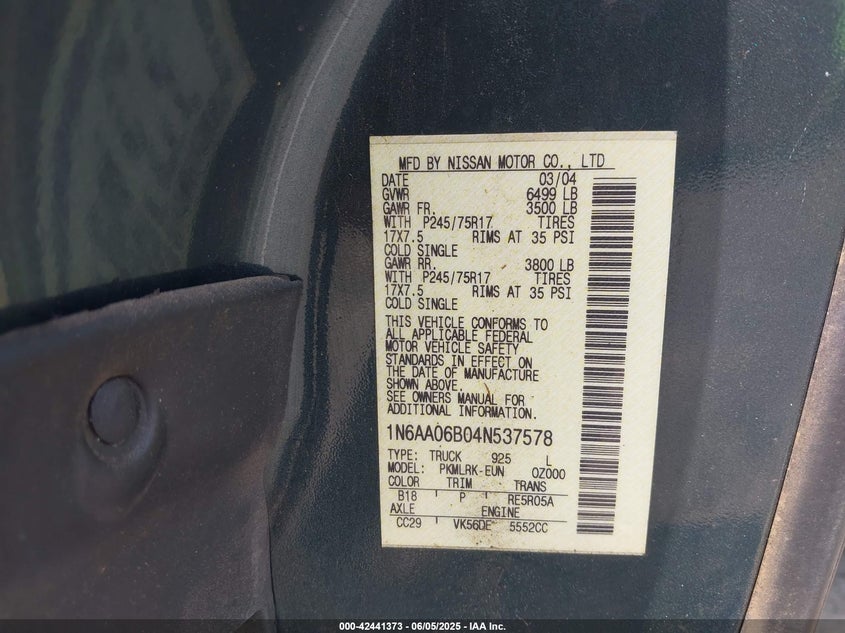 MFD BY NISSAN MOTOR CO., LTD
DATE 03/04
GVWR 6499 LB
GAWR FR. 3500 LB
WITH P245/75R17 TIRES
17X7.5 RIMS AT 35 PSI
COLD SINGLE
GAWR RR. 3800 LB
WITH P245/75R17 TIRES
17X7.5 RIMS AT 35 PSI
COLD SINGLE
THIS VEHICLE CONFORMS TO
ALL APPLICABLE FEDERAL
MOTOR VEHICLE SAFETY
STANDARDS IN EFFECT ON
THE DATE OF MANUFACTURE
SHOWN ABOVE.
SEE OWNERS MANUAL FOR
ADDITIONAL INFORMATION.
1N6AA06B04N537578
TYPE: TRUCK 925 L
MODEL: PKMLRK-EUN OZ000
COLOR TRIM TRANS
B18 P RE5R05A
AXLE ENGINE
CC29 VK56DE 5552CC
000-42441373 - 06/05/2025 - IAA Inc.